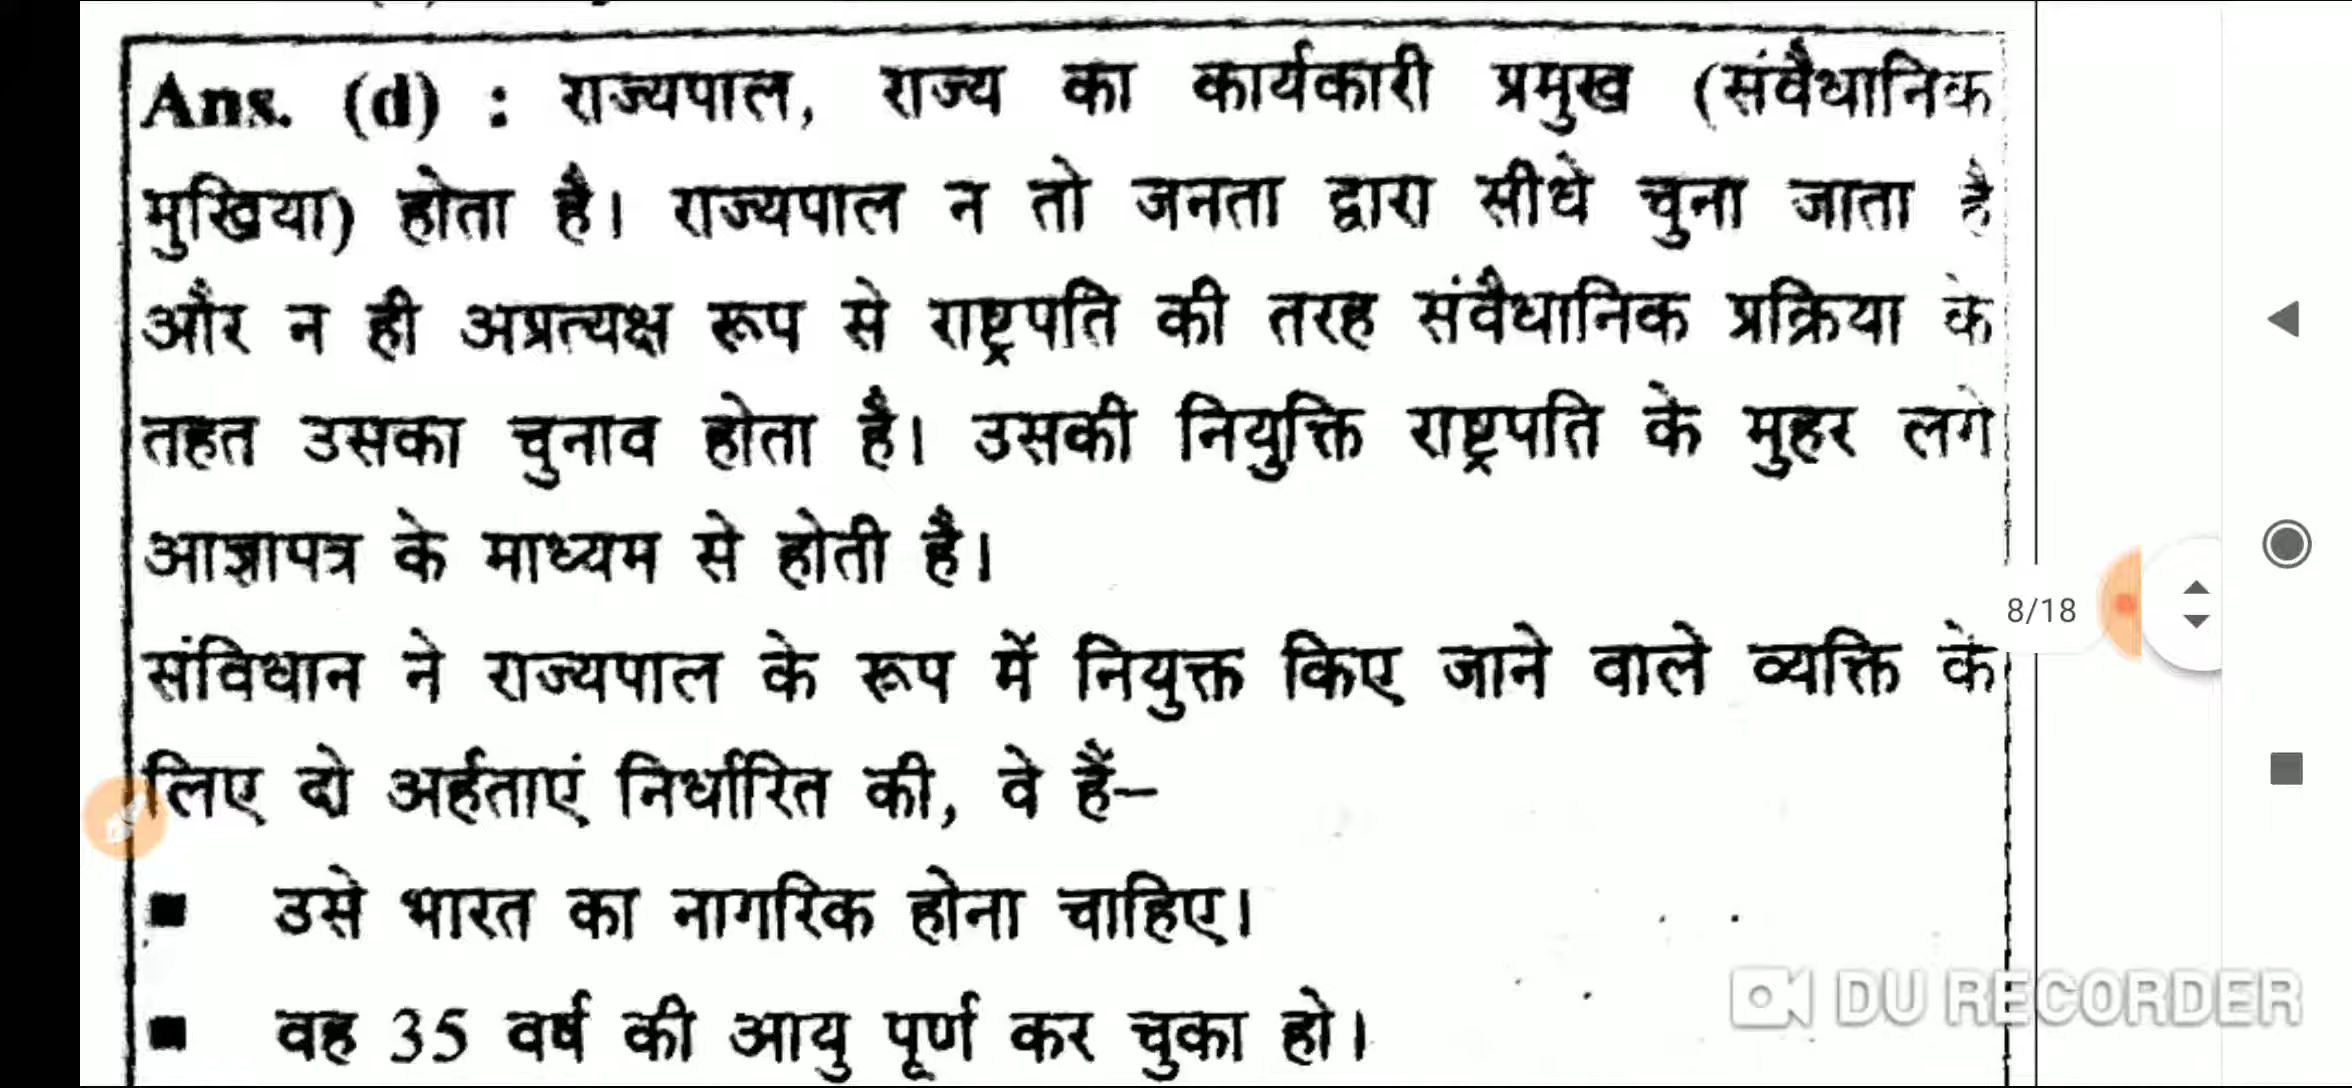 Ans. (d) : राज्यपाल, राज्य का कार्यकारी प्रमुख (संवैधानिक
मुखिया) होता है। राज्यपाल न तो जनता द्वारा सीधे चुना जाता है
और न ही अप्रत्यक्ष रूप से राष्ट्रपति की तरह संवैधानिक प्रक्रिया के
तहत उसका चुनाव होता है। उसकी नियुक्ति राष्ट्रपति के मुहर लगे
आज्ञापत्र के माध्यम से होती है।
संविधान ने राज्यपाल के रूप में नियुक्त किए जाने वाले व्यक्ति के
लिए दो अर्हताएं निर्धारित की, वे हैं–
■ उसे भारत का नागरिक होना चाहिए।
■ वह 35 वर्ष की आयु पूर्ण कर चुका हो।
8/18
DU RECORDER